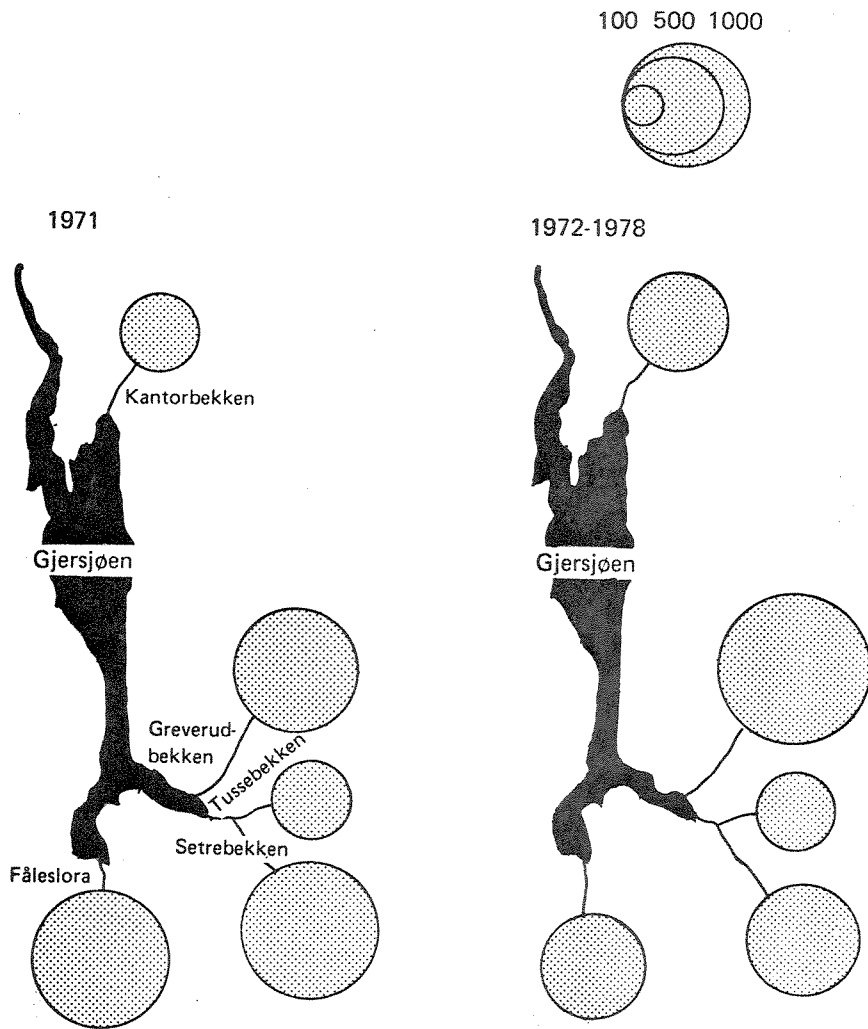 100 500 1000
1971
1972-1978
Kantorbekken
Gjersjøen
Gjersjøen
Greverud-
bekken
Tussebekken
Setrebekken
Fåleslora